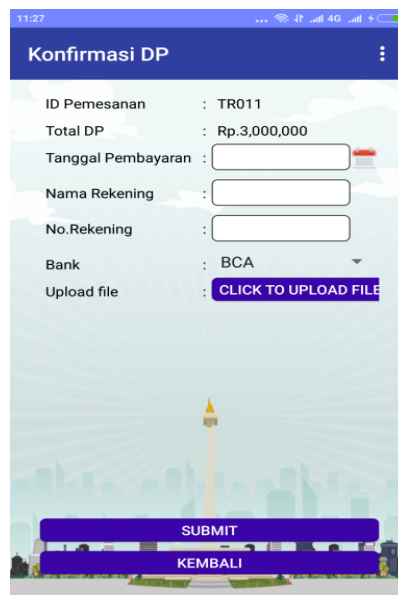 11:27 ... 4G
Konfirmasi DP
ID Pemesanan : TR011
Total DP : Rp.3,000,000
Tanggal Pembayaran :
Nama Rekening :
No.Rekening :
Bank : BCA
Upload file : CLICK TO UPLOAD FILE
SUBMIT
KEMBALI